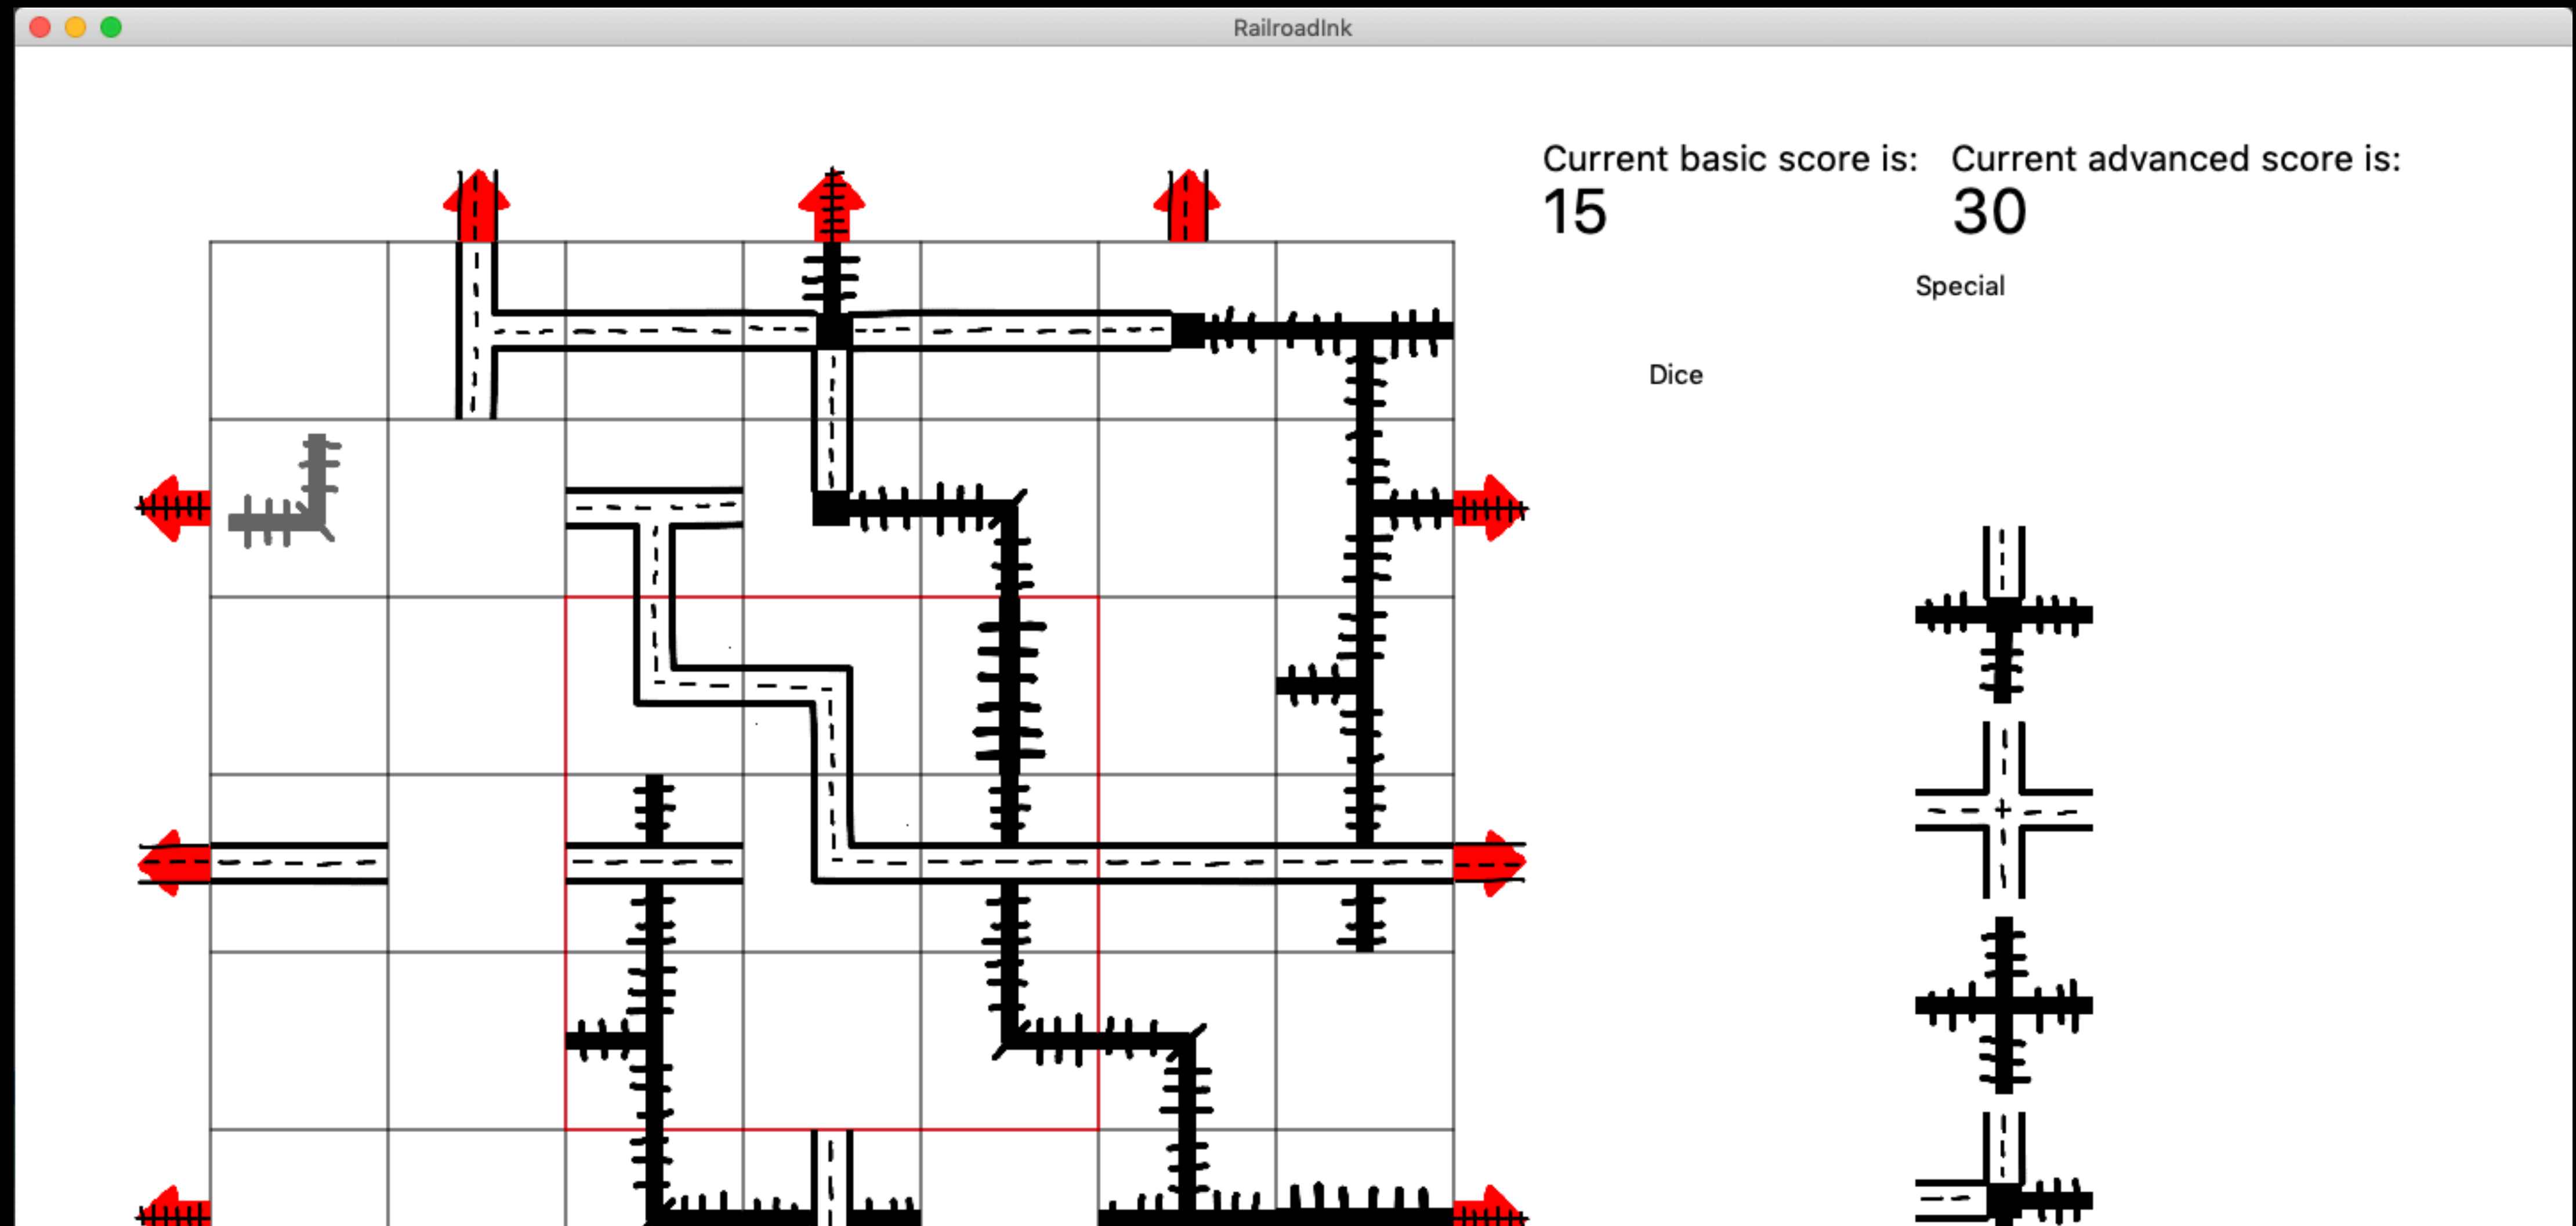 RailroadInk
Current basic score is:
15
Current advanced score is:
30
Special
Dice